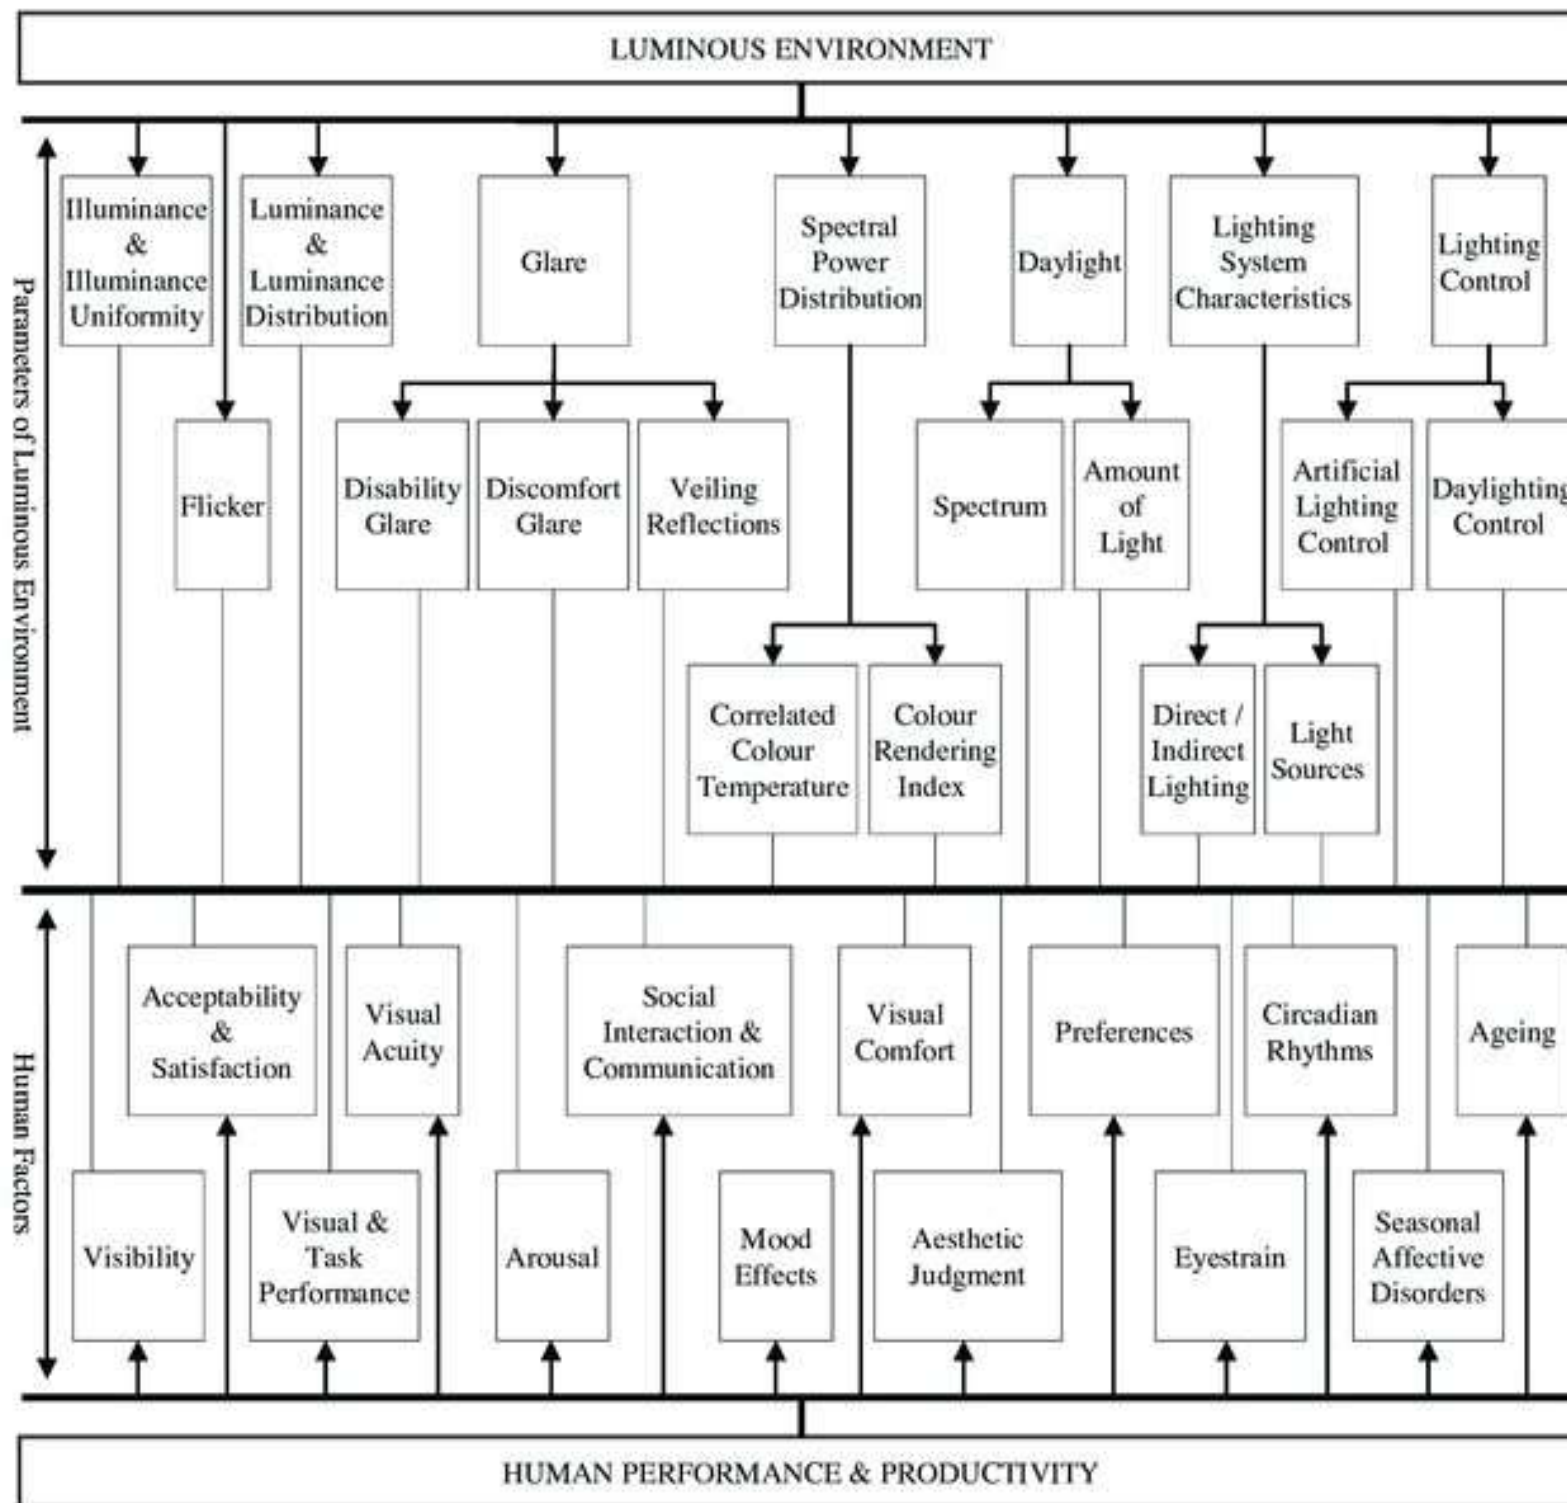 LUMINOUS ENVIRONMENT
Parameters of Luminous Environment
Illuminance
&
Illuminance
Uniformity
Luminance
&
Luminance
Distribution
Glare
Spectral
Power
Distribution
Daylight
Lighting
System
Characteristics
Lighting
Control
Flicker
Disability
Glare
Discomfort
Glare
Veiling
Reflections
Spectrum
Amount
of
Light
Artificial
Lighting
Control
Daylighting
Control
Correlated
Colour
Temperature
Colour
Rendering
Index
Direct /
Indirect
Lighting
Light
Sources
Human Factors
Acceptability
&
Satisfaction
Visual
Acuity
Social
Interaction &
Communication
Visual
Comfort
Preferences
Circadian
Rhythms
Ageing
Visibility
Visual &
Task
Performance
Arousal
Mood
Effects
Aesthetic
Judgment
Eyestrain
Seasonal
Affective
Disorders
HUMAN PERFORMANCE & PRODUCTIVITY